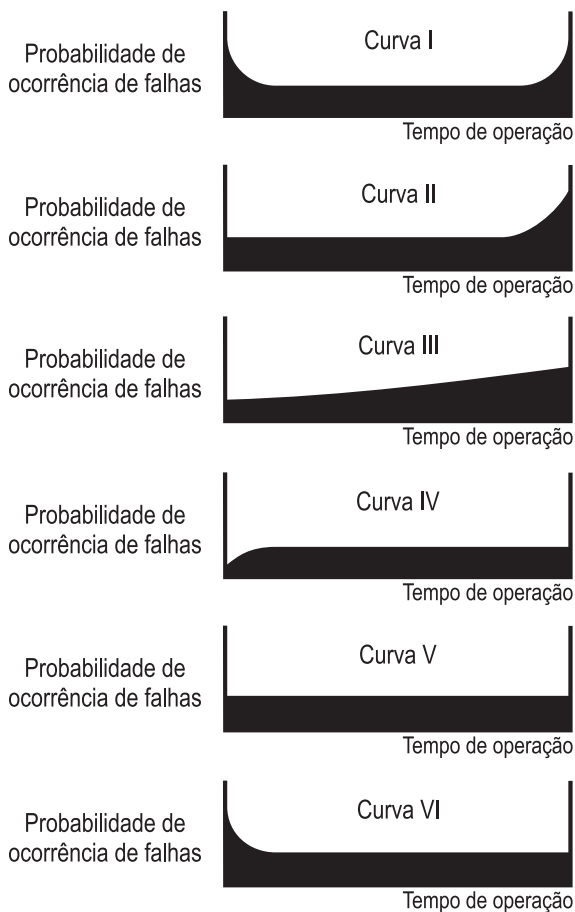 Probabilidade de
ocorrência de falhas
Curva I
Tempo de operação
Probabilidade de
ocorrência de falhas
Curva II
Tempo de operação
Probabilidade de
ocorrência de falhas
Curva III
Tempo de operação
Probabilidade de
ocorrência de falhas
Curva IV
Tempo de operação
Probabilidade de
ocorrência de falhas
Curva V
Tempo de operação
Probabilidade de
ocorrência de falhas
Curva VI
Tempo de operação